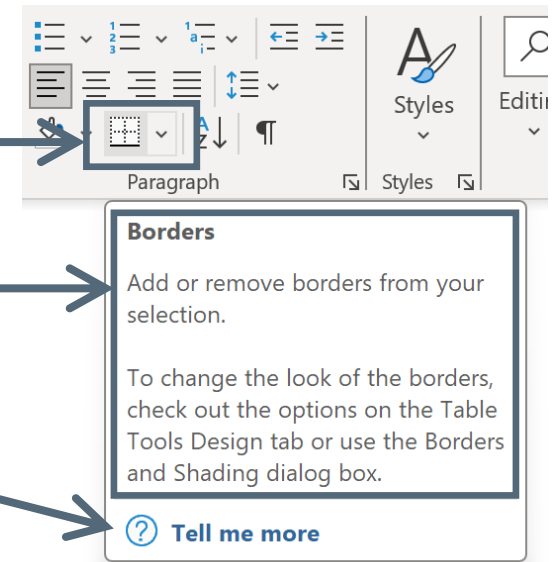 Styles
Paragraph
Styles
Borders
Add or remove borders from your
selection.
To change the look of the borders,
check out the options on the Table
Tools Design tab or use the Borders
and Shading dialog box.
Tell me more